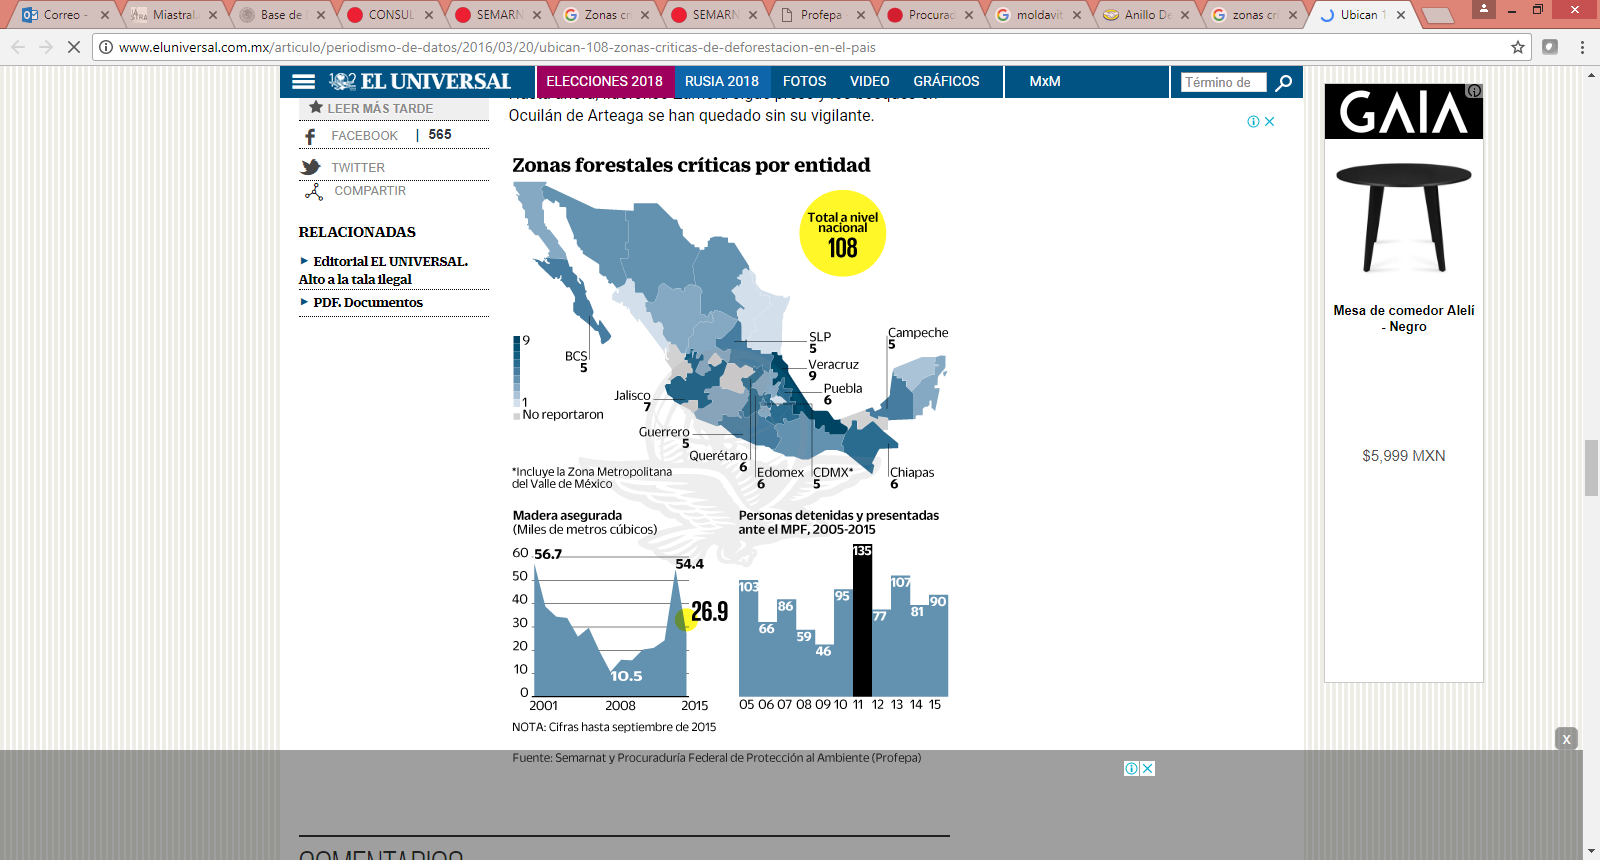 Correo -
Miastral
Base de
CONSUL
SEMARN
Zonas cr
SEMARN
Profepa
Procurad
moldavit
Anillo De
zonas cr
Ubican 1
www.eluniversal.com.mx/articulo/periodismo-de-datos/2016/03/20/ubican-108-zonas-criticas-de-deforestacion-en-el-pais
EL UNIVERSAL
ELECCIONES 2018
RUSIA 2018
FOTOS
VIDEO
GRÁFICOS
MxM
Término de
LEER MÁS TARDE
FACEBOOK | 565
TWITTER
COMPARTIR
RELACIONADAS
Editorial EL UNIVERSAL.
Alto a la tala ilegal
PDF. Documentos
Ocuilán de Arteaga se han quedado sin su vigilante.
Zonas forestales críticas por entidad
Total a nivel
nacional
108
9
1
No reportaron
BCS
5
SLP
5
Campeche
5
Veracruz
9
Puebla
6
Jalisco
7
Guerrero
5
Querétaro
6
Edomex
6
CDMX*
5
Chiapas
6
*Incluye la Zona Metropolitana
del Valle de México
Madera asegurada
(Miles de metros cúbicos)
60
50
40
30
20
10
0
56.7
54.4
26.9
10.5
2001
2008
2015
Personas detenidas y presentadas
ante el MPF, 2005-2015
103
66
86
59
46
95
135
77
107
81
90
05 06 07 08 09 10 11 12 13 14 15
NOTA: Cifras hasta septiembre de 2015
Fuente: Semarnat y Procuraduría Federal de Protección al Ambiente (Profepa)
GAIA
Mesa de comedor Alelí
- Negro
$5,999 MXN
X
COMENTARIOS